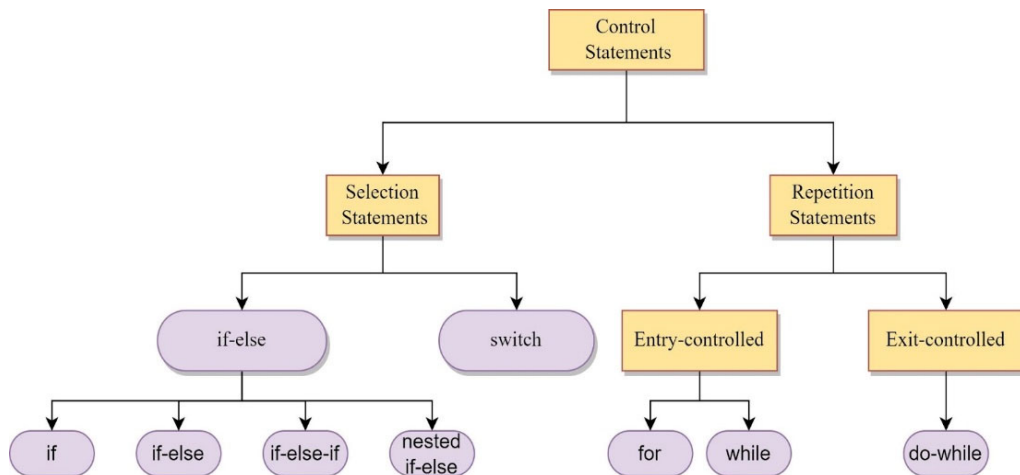 Control
Statements
Selection
Statements
Repetition
Statements
if-else
switch
Entry-controlled
Exit-controlled
if
if-else
if-else-if
nested
if-else
for
while
do-while